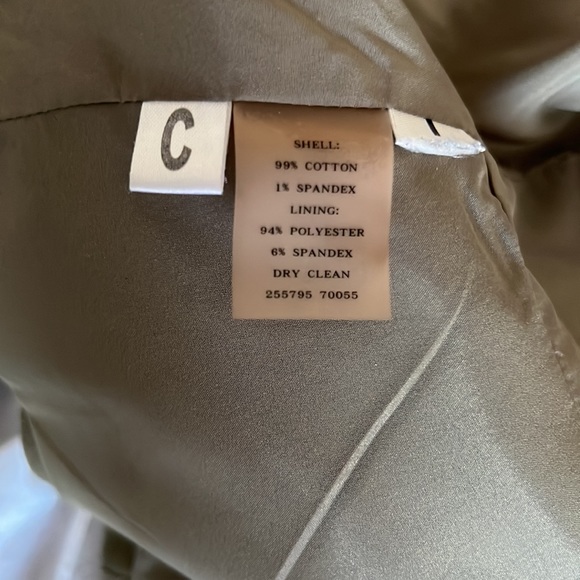 C
SHELL:
99% COTTON
1% SPANDEX
LINING:
94% POLYESTER
6% SPANDEX
DRY CLEAN
255795 70055